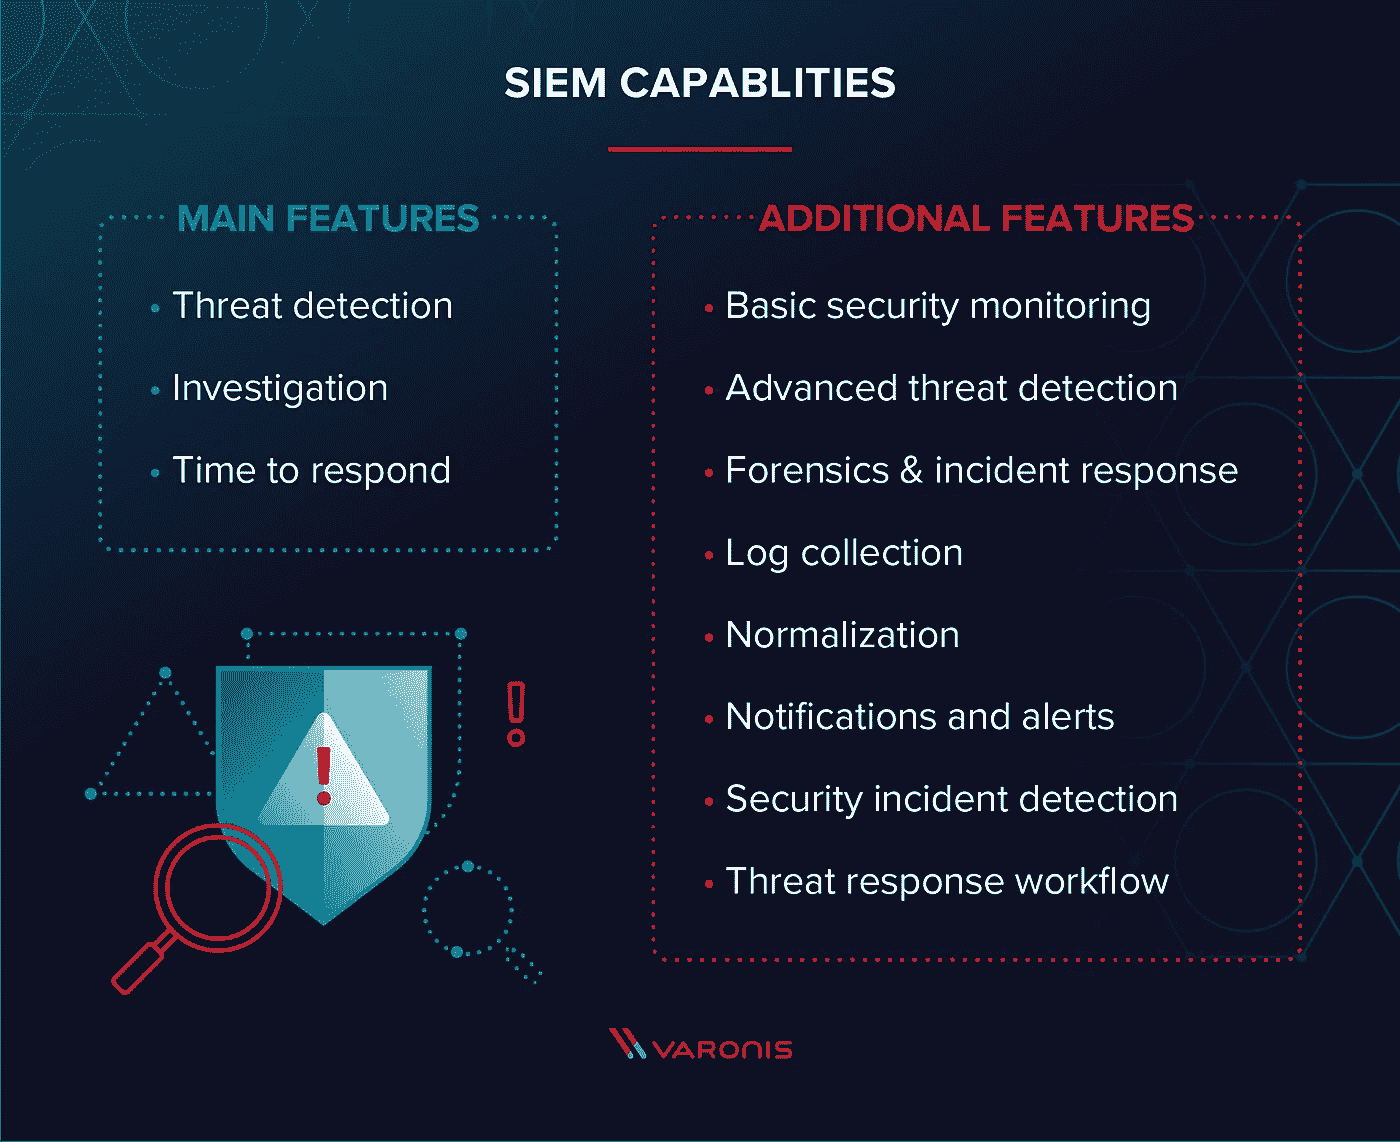 SIEM CAPABLITIES
MAIN FEATURES
• Threat detection
• Investigation
• Time to respond
ADDITIONAL FEATURES
• Basic security monitoring
• Advanced threat detection
• Forensics & incident response
• Log collection
• Normalization
• Notifications and alerts
• Security incident detection
• Threat response workflow
!
!
VARONIS